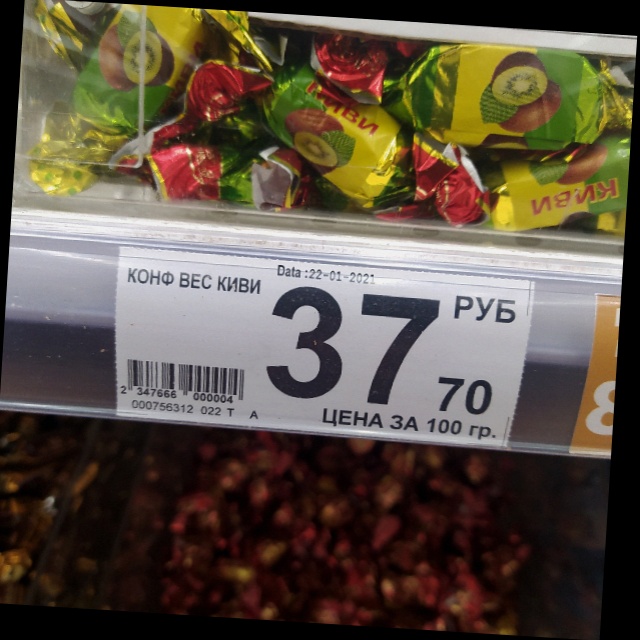 КИВИ
КИВИ
Data :22-01-2021
КОНФ ВЕС КИВИ
37 70 РУБ
2 347666 000004
000756312 022 Т А
ЦЕНА ЗА 100 гр.
8